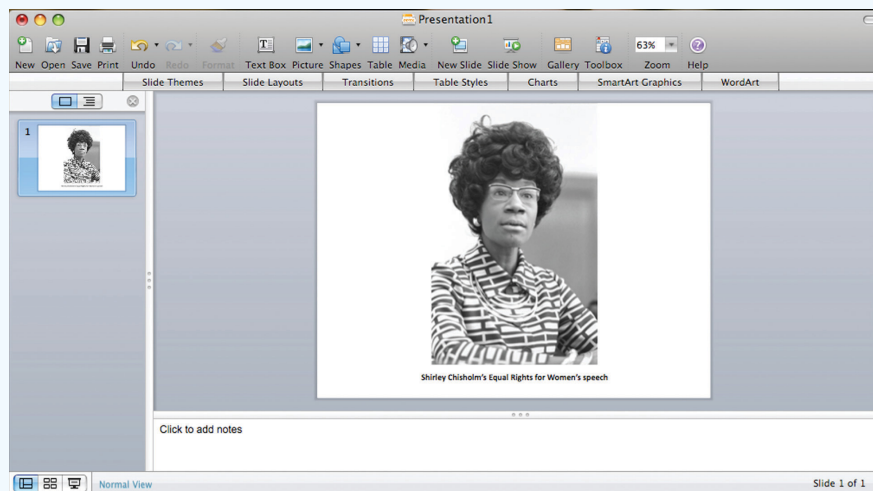 Presentation1
New Open Save Print Undo Redo Format Text Box Picture Shapes Table Media New Slide Slide Show Gallery Toolbox 63% Zoom Help
Slide Themes Slide Layouts Transitions Table Styles Charts SmartArt Graphics WordArt
1
Shirley Chisholm's Equal Rights for Women's speech
Click to add notes
Normal View Slide 1 of 1